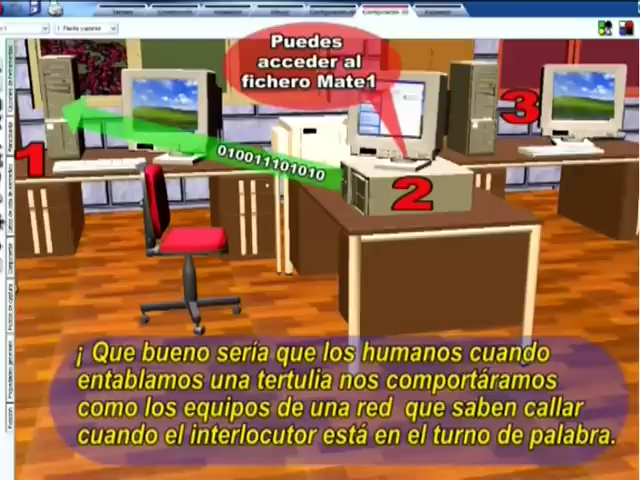 Puedes
acceder al
fichero Mate1
3
010011101010
1
2
¡ Que bueno sería que los humanos cuando
entablamos una tertulia nos comportáramos
como los equipos de una red que saben callar
cuando el interlocutor está en el turno de palabra.